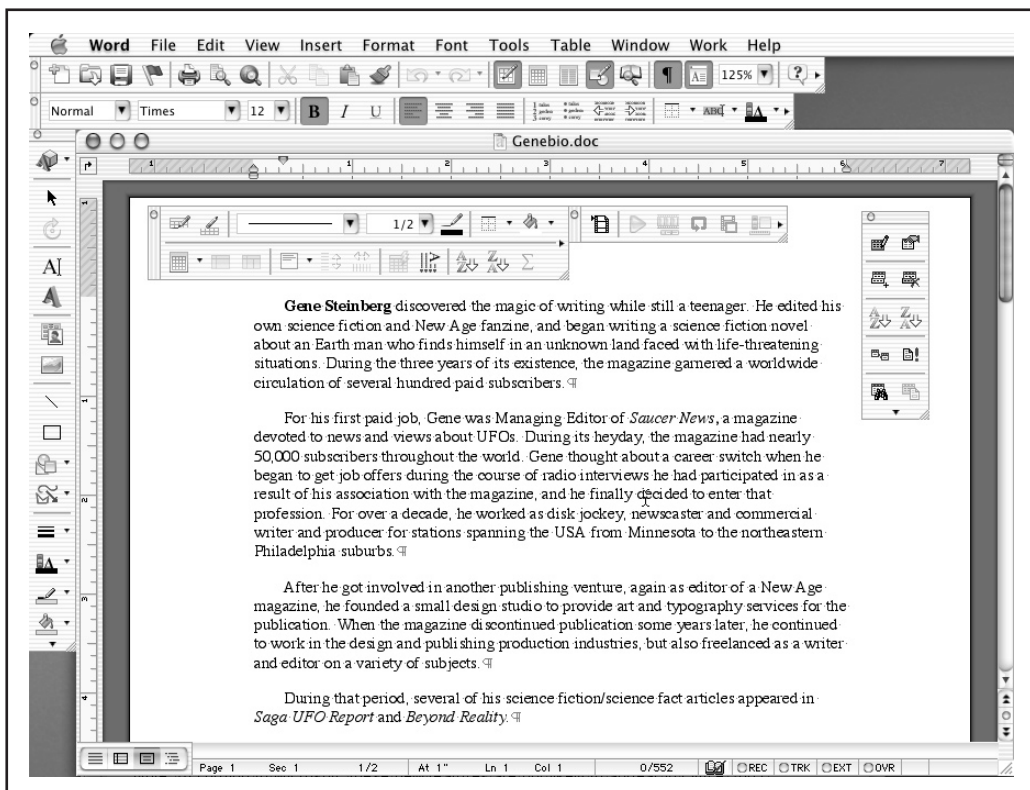 Word File Edit View Insert Format Font Tools Table Window Work Help
125%
Normal Times 12 B I U
Genebio.doc
1/2
Gene Steinberg discovered the magic of writing while still a teenager. He edited his
own science fiction and New Age fanzine, and began writing a science fiction novel
about an Earth man who finds himself in an unknown land faced with life-threatening
situations. During the three years of its existence, the magazine garnered a worldwide
circulation of several hundred paid subscribers. ¶
For his first paid job, Gene was Managing Editor of Saucer News, a magazine
devoted to news and views about UFOs. During its heyday, the magazine had nearly
50,000 subscribers throughout the world. Gene thought about a career switch when he
began to get job offers during the course of radio interviews he had participated in as a
result of his association with the magazine, and he finally decided to enter that
profession. For over a decade, he worked as disk jockey, newscaster and commercial
writer and producer for stations spanning the USA from Minnesota to the northeastern
Philadelphia suburbs. ¶
After he got involved in another publishing venture, again as editor of a New Age
magazine, he founded a small design studio to provide art and typography services for the
publication. When the magazine discontinued publication some years later, he continued
to work in the design and publishing production industries, but also freelanced as a writer
and editor on a variety of subjects. ¶
During that period, several of his science fiction/science fact articles appeared in
Saga UFO Report and Beyond Reality. ¶
Page 1 Sec 1 1/2 At 1" Ln 1 Col 1 0/552 REC TRK EXT OVR